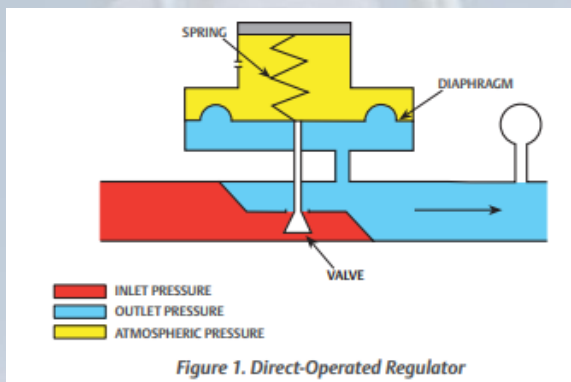 SPRING
DIAPHRAGM
VALVE
INLET PRESSURE
OUTLET PRESSURE
ATMOSPHERIC PRESSURE
Figure 1. Direct-Operated Regulator